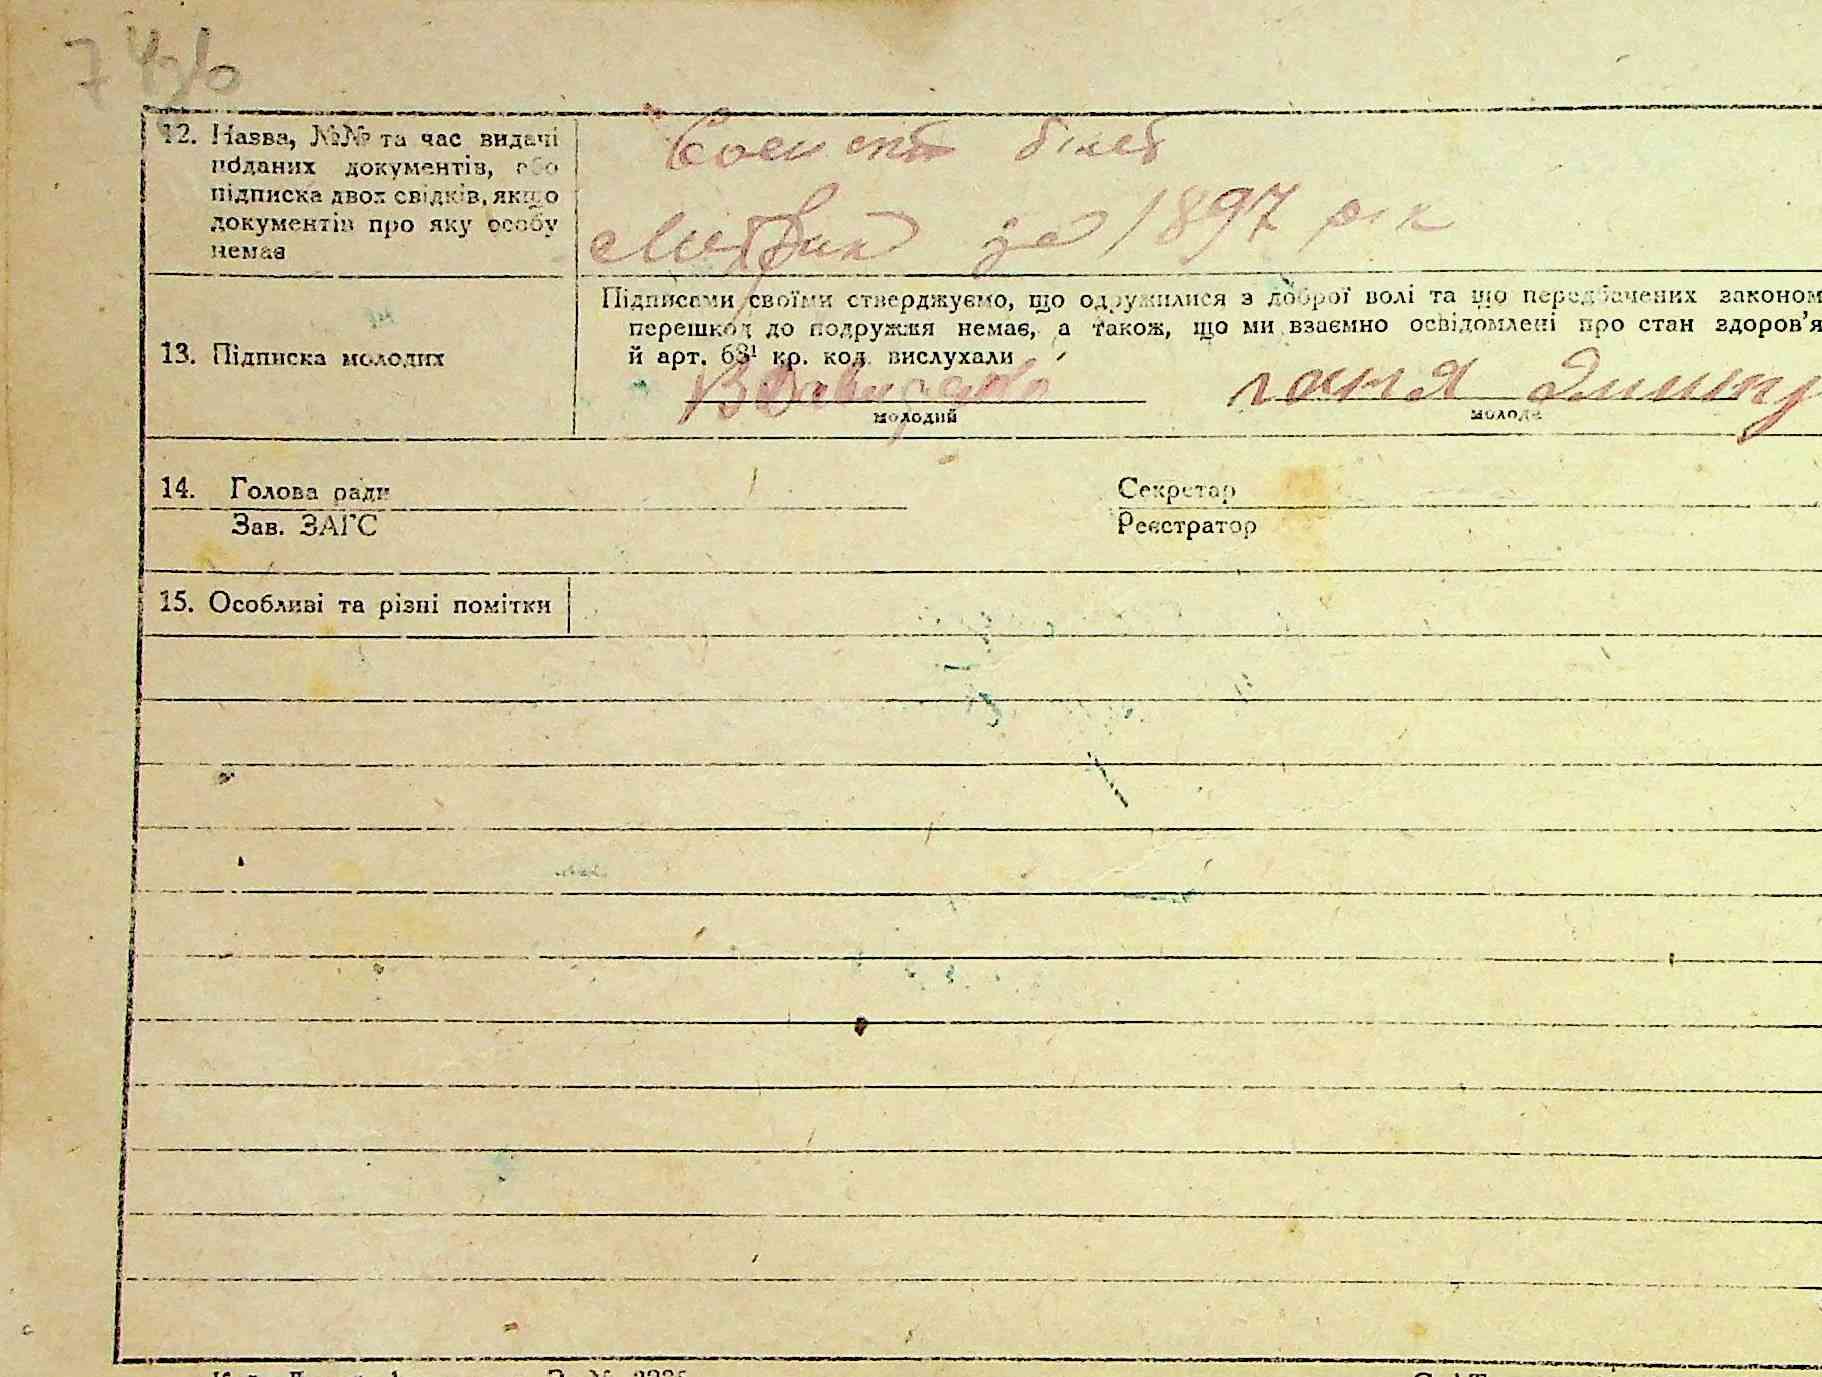 12. Назва, №№ та час видачі
поданих документів, або
підписка двох свідків, якщо
документів про яку особу
немає
білет
Метрик за 1897 рік
13. Підписка молодих
Підписами своїми стверджуємо, що одружилися з доброї волі та що передбачених законом
перешкод до подружжя немає, а також, що ми взаємно освідомлені про стан здоров'я
й арт. 63¹ кр. код. вислухали
молодий
молода
14. Голова ради
Секретар
Зав. ЗАГС
Реєстратор
15. Особливі та різні помітки